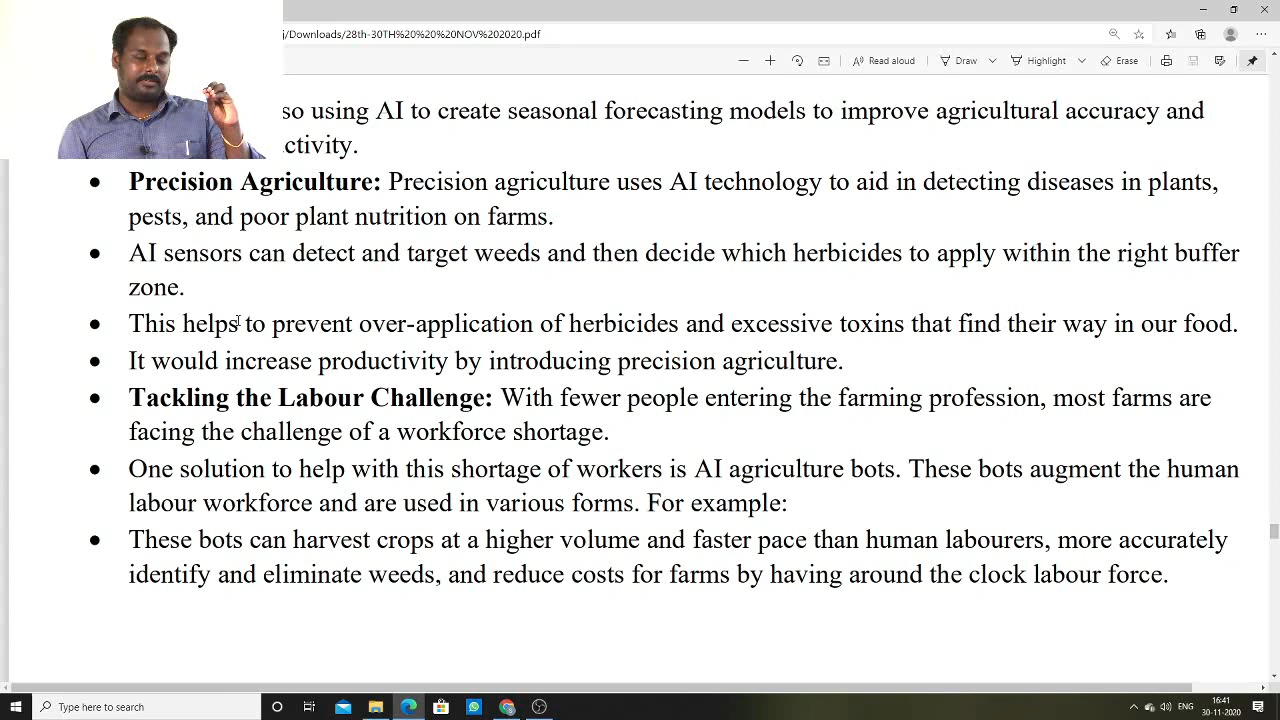 j/Downloads/28th-30TH%20%20%20NOV%202020.pdf
Read aloud
Draw
Highlight
Erase
so using AI to create seasonal forecasting models to improve agricultural accuracy and
ctivity.
• Precision Agriculture: Precision agriculture uses AI technology to aid in detecting diseases in plants,
pests, and poor plant nutrition on farms.
• AI sensors can detect and target weeds and then decide which herbicides to apply within the right buffer
zone.
• This helps to prevent over-application of herbicides and excessive toxins that find their way in our food.
• It would increase productivity by introducing precision agriculture.
• Tackling the Labour Challenge: With fewer people entering the farming profession, most farms are
facing the challenge of a workforce shortage.
• One solution to help with this shortage of workers is AI agriculture bots. These bots augment the human
labour workforce and are used in various forms. For example:
• These bots can harvest crops at a higher volume and faster pace than human labourers, more accurately
identify and eliminate weeds, and reduce costs for farms by having around the clock labour force.
Type here to search
ENG
16:41
30-11-2020